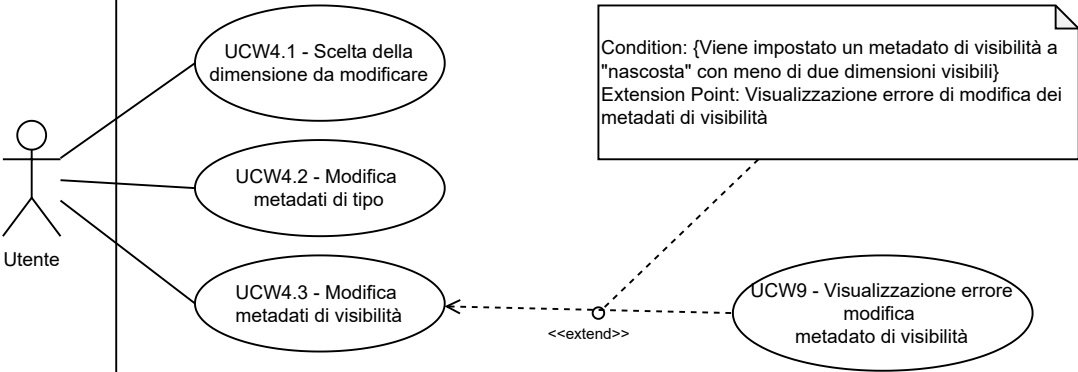 UCW4.1 - Scelta della
dimensione da modificare
Condition: {Viene impostato un metadato di visibilità a
"nascosta" con meno di due dimensioni visibili}
Extension Point: Visualizzazione errore di modifica dei
metadati di visibilità
UCW4.2 - Modifica
metadati di tipo
Utente
UCW4.3 - Modifica
metadati di visibilità
<<extend>>
UCW9 - Visualizzazione errore
modifica
metadato di visibilità